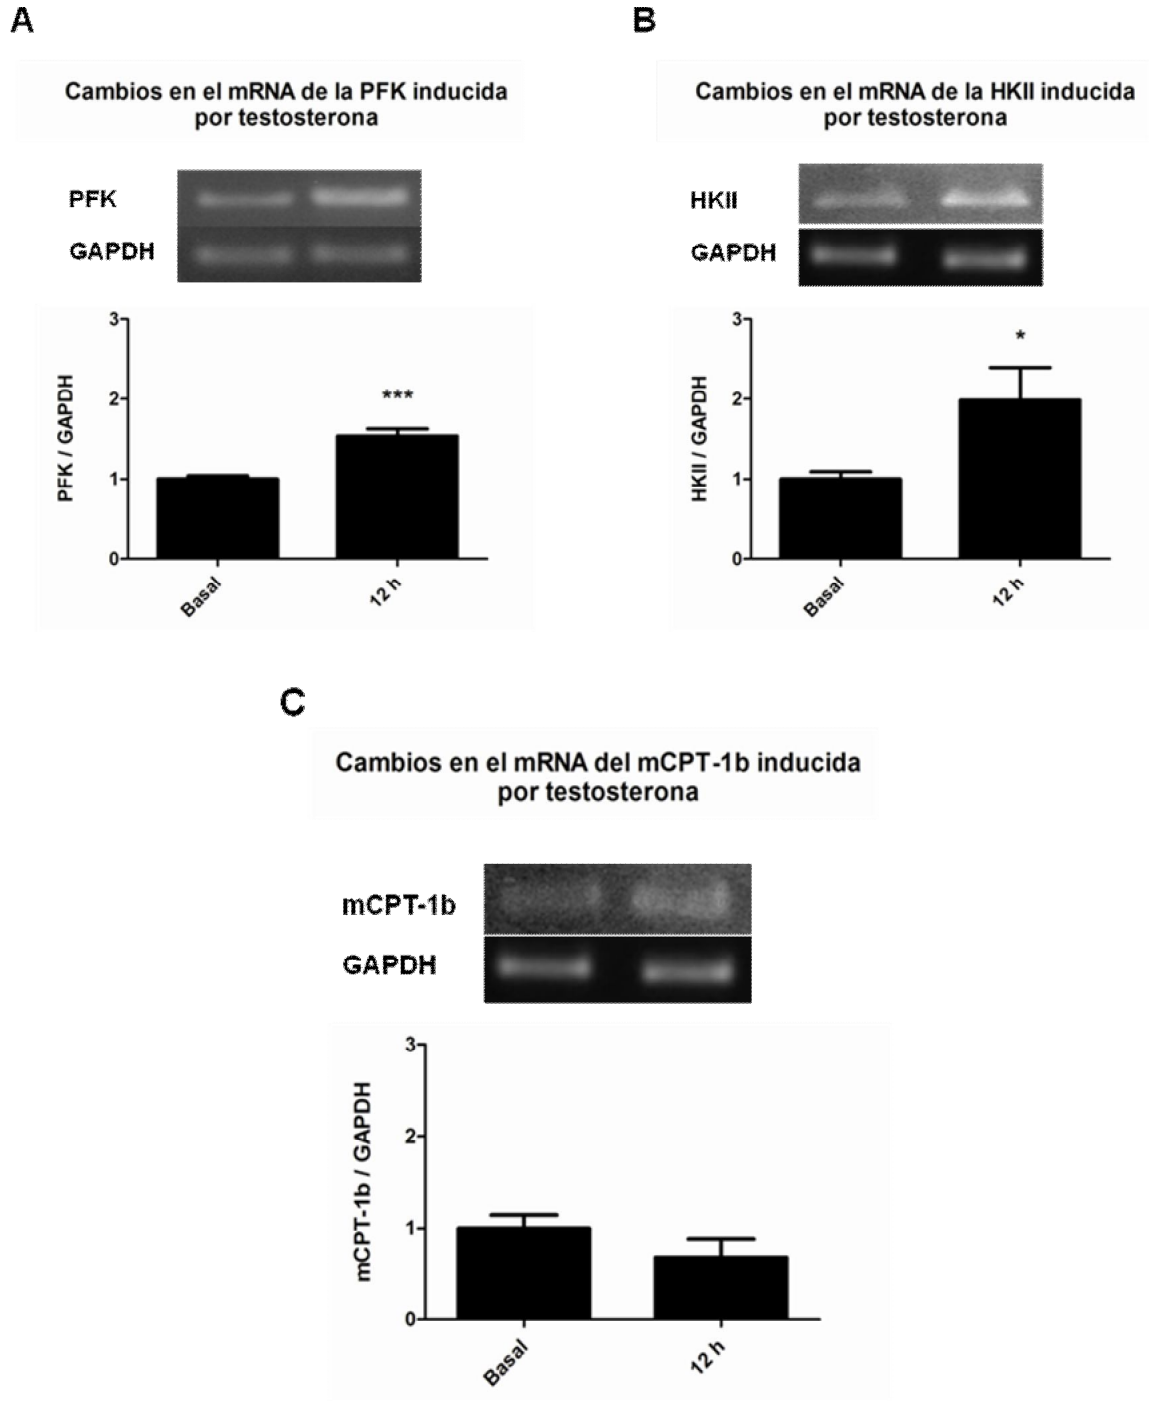 A
Cambios en el mRNA de la PFK inducida
por testosterona
PFK
GAPDH
3
2
1
0
PFK / GAPDH
***
Basal
12 h
B
Cambios en el mRNA de la HKII inducida
por testosterona
HKII
GAPDH
3
2
1
0
HKII / GAPDH
*
Basal
12 h
C
Cambios en el mRNA del mCPT-1b inducida
por testosterona
mCPT-1b
GAPDH
3
2
1
0
mCPT-1b / GAPDH
Basal
12 h